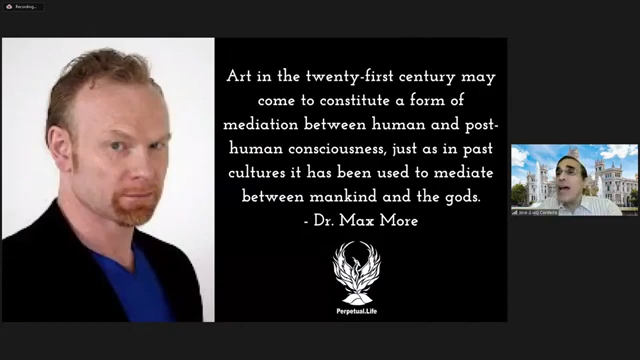 Recording...
Art in the twenty-first century may
come to constitute a form of
mediation between human and post-
human consciousness, just as in past
cultures it has been used to mediate
between mankind and the gods.
- Dr. Max More
Perpetual.Life